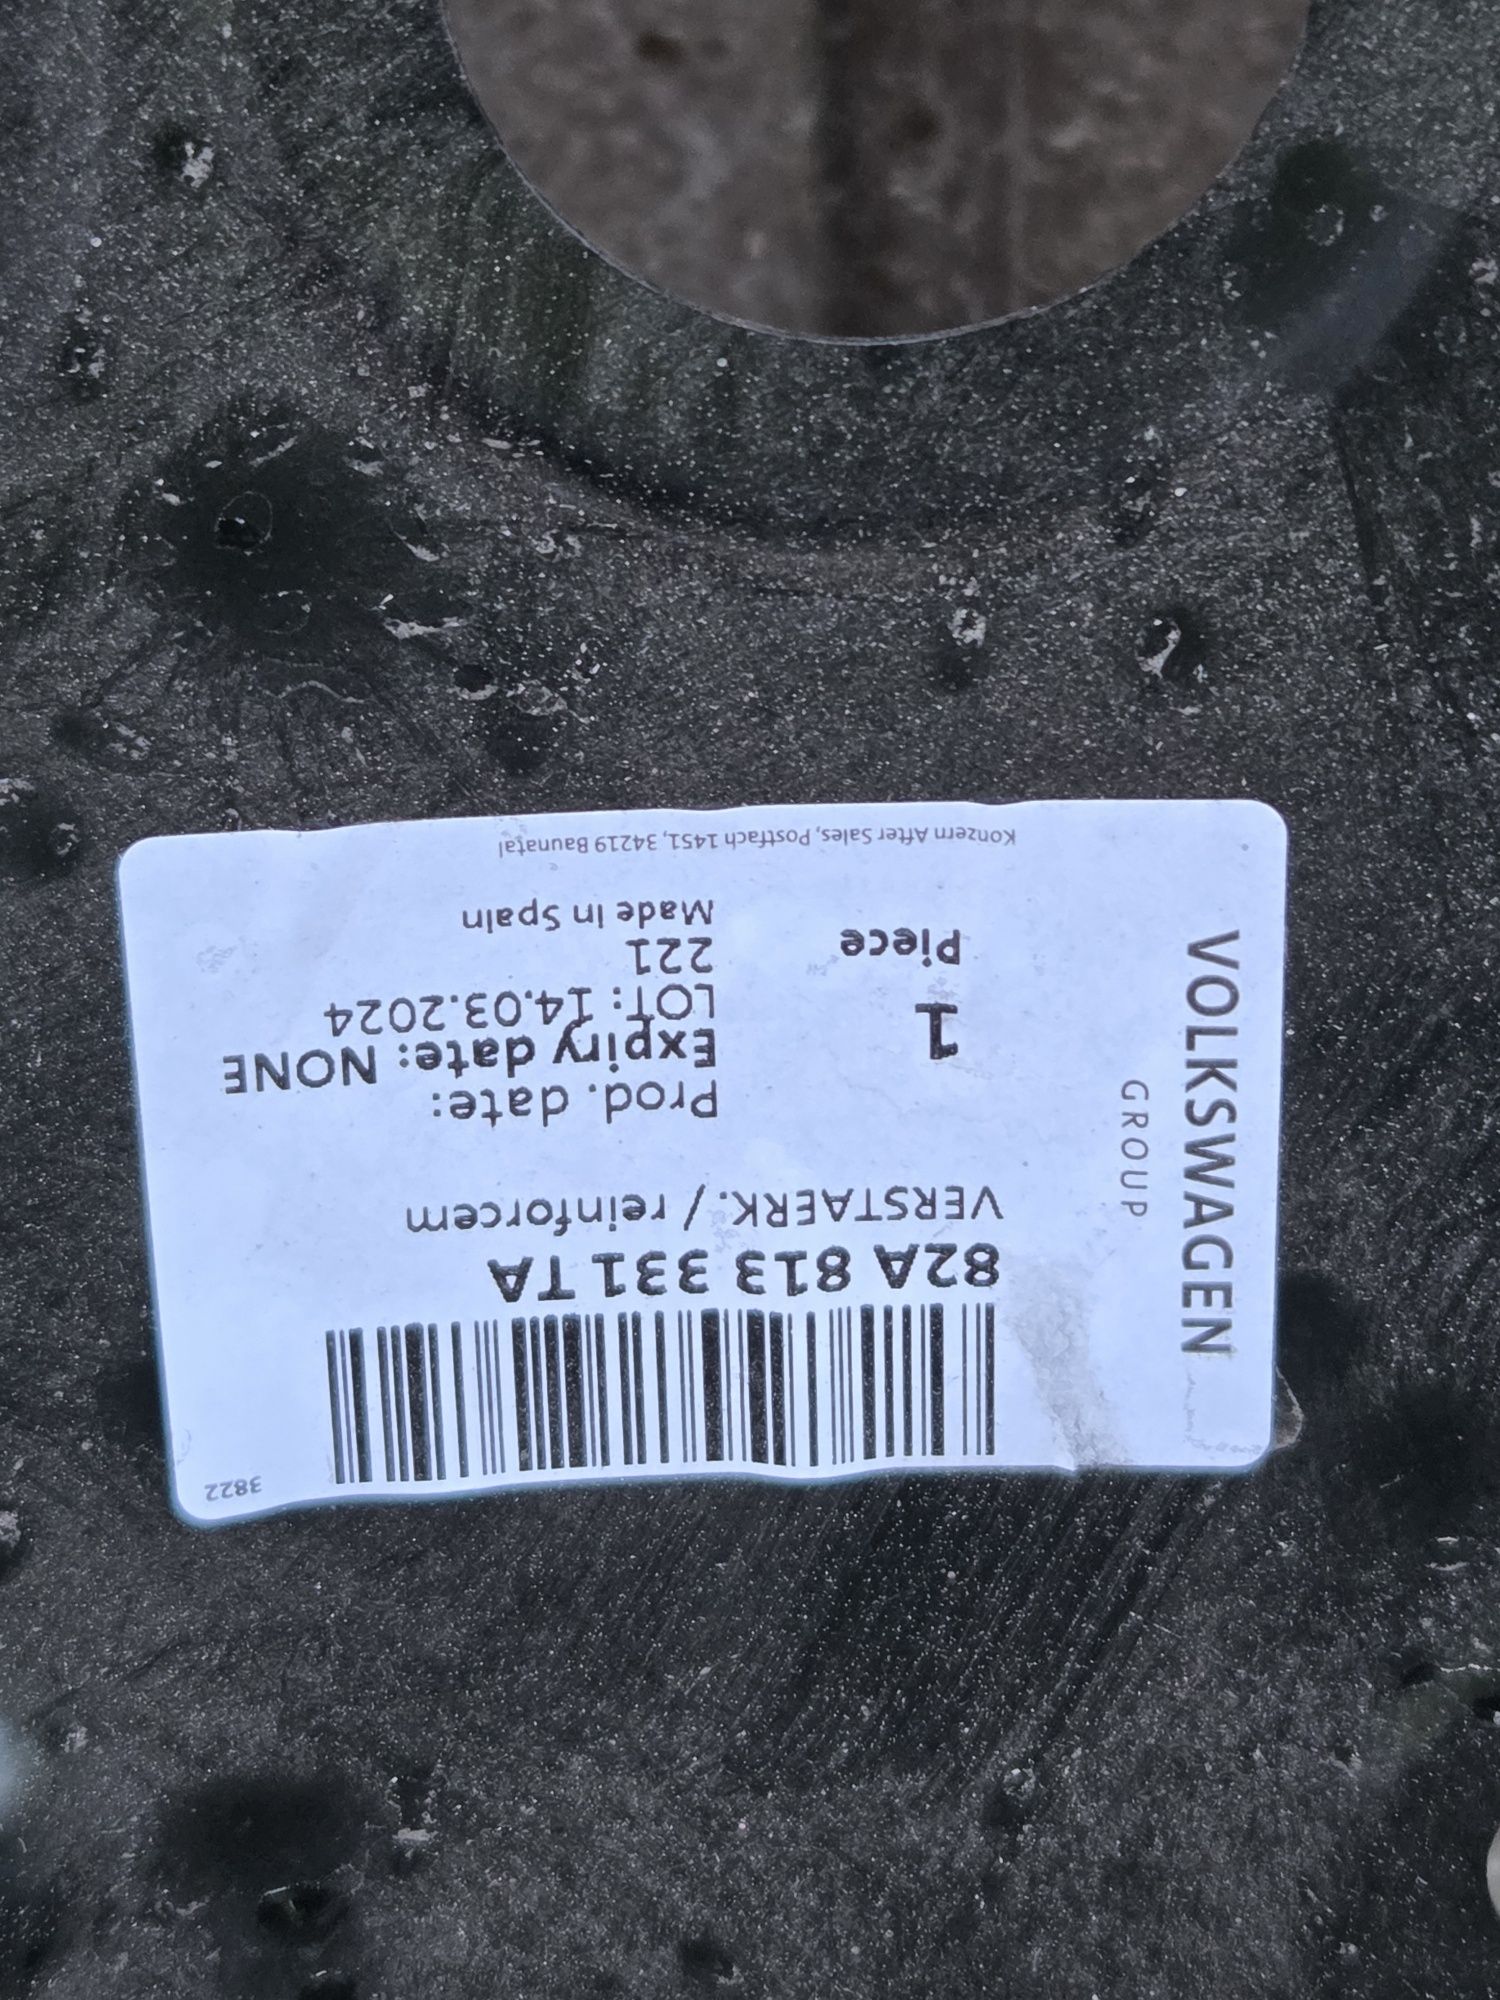 3822
82A 813 331 TA
VERSTAERK. / reinforcem
Prod. date:
Expiry date: NONE
LOT: 14.03.2024
221
Made in Spain
1
Piece
VOLKSWAGEN
GROUP
Konzern After Sales, Postfach 1451, 34219 Baunatal